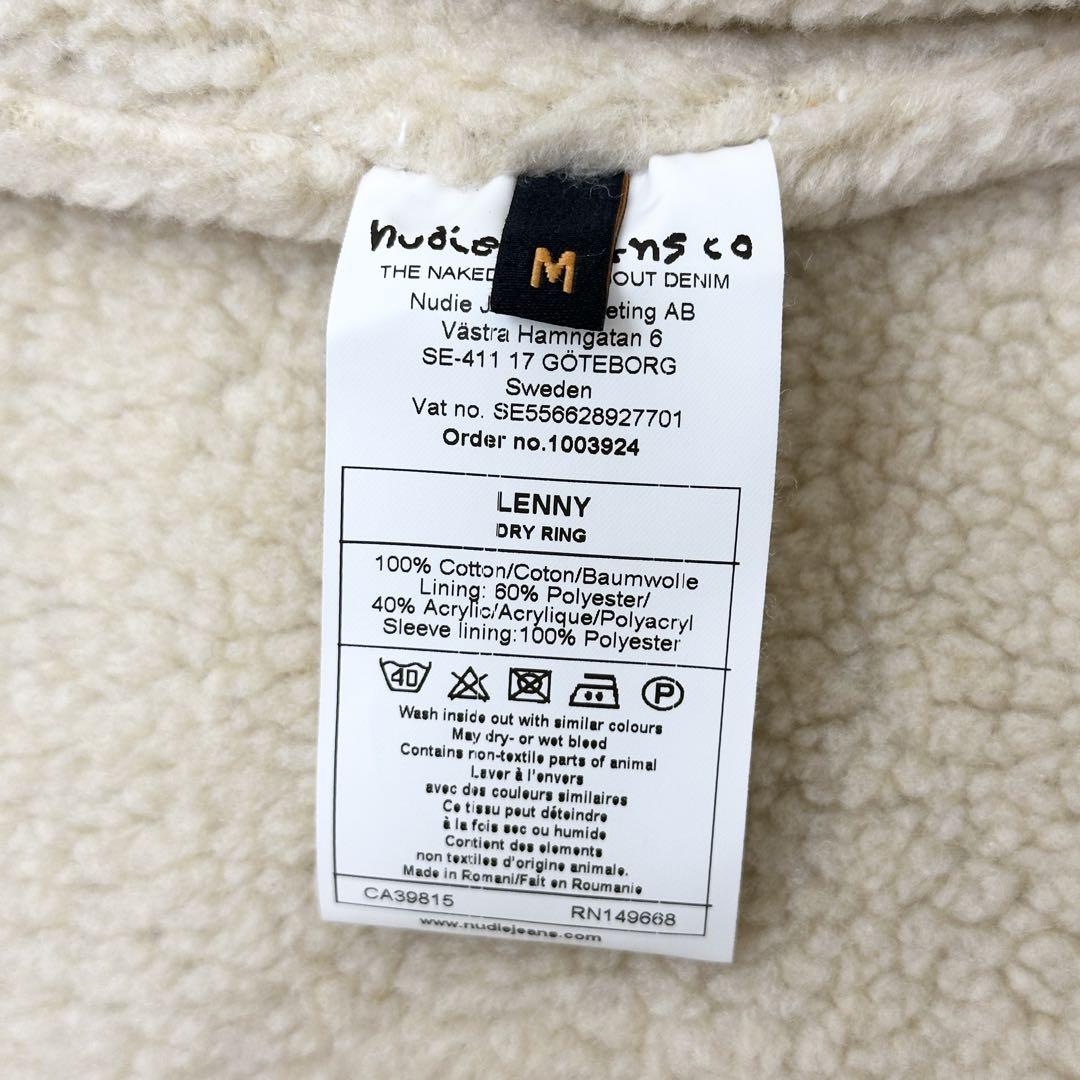 nudie ns co
M
THE NAKED OUT DENIM
Nudie J eting AB
Västra Hamngatan 6
SE-411 17 GÖTEBORG
Sweden
Vat no. SE556628927701
Order no.1003924
LENNY
DRY RING
100% Cotton/Coton/Baumwolle
Lining: 60% Polyester/
40% Acrylic/Acrylique/Polyacryl
Sleeve lining:100% Polyester
40 P
Wash inside out with similar colours
May dry- or wet bleed
Contains non-textile parts of animal
Laver à l'envers
avec des couleurs similaires
Ce tissu peut déteindre
à la fois sec ou humide
Contient des elements
non textiles d'origine animale.
Made in Romani/Fait en Roumanie
CA39815 RN149668
www.nudiejeans.com